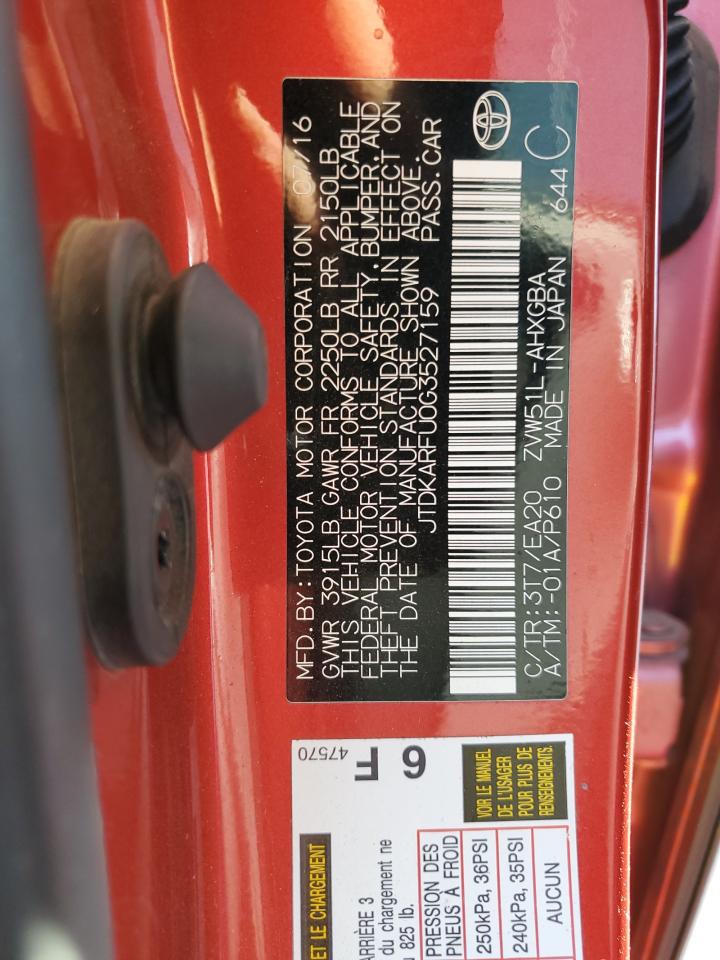 MFD. BY: TOYOTA MOTOR CORPORATION 07/16
GVWR 3915LB GAWR FR 2250LB RR 2150LB
THIS VEHICLE CONFORMS TO ALL APPLICABLE
FEDERAL MOTOR VEHICLE SAFETY, BUMPER, AND
THEFT PREVENTION STANDARDS IN EFFECT ON
THE DATE OF MANUFACTURE SHOWN ABOVE.
JTDKARFU0G3527159 PASS. CAR
C/TR: 3T7/EA20 ZVW51L-AHXGBA
A/TM: -01A/P610 MADE IN JAPAN 644 C
47570
6
ET LE CHARGEMENT
ARRIÈRE 3
du chargement ne
u 825 lb.
PRESSION DES
PNEUS À FROID
250kPa, 36PSI
240kPa, 35PSI
AUCUN
VOIR LE MANUEL
DE L'USAGER
POUR PLUS DE
RENSEIGNEMENTS.